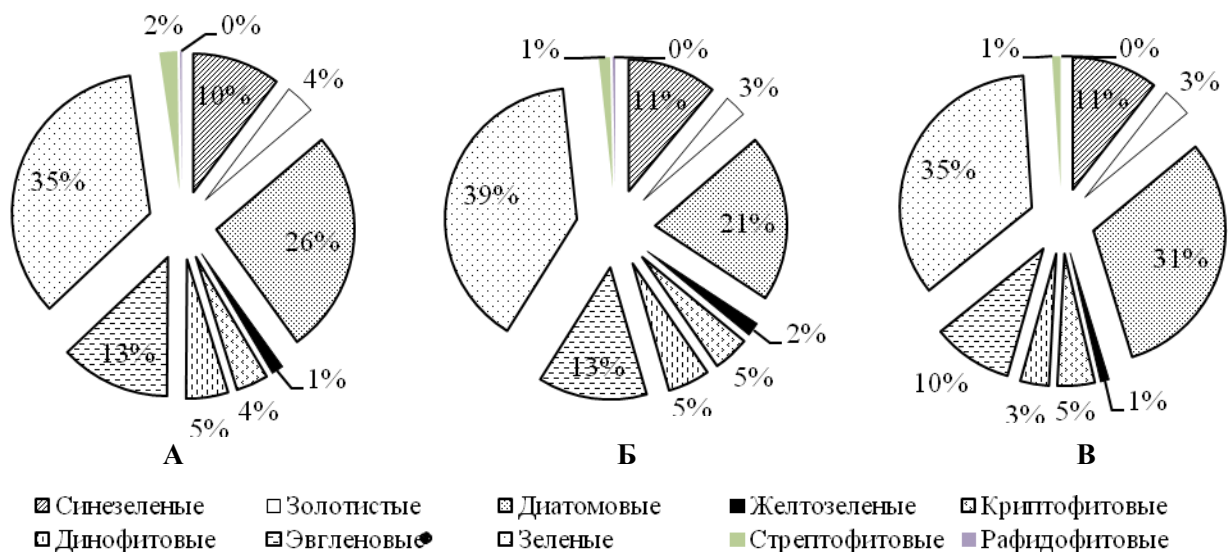 2% 0%
10% 4%
35% 26%
13% 1%
5% 4%
А
1% 0%
11% 3%
39% 21%
2%
13% 5% 5%
Б
1% 0%
11% 3%
35% 31%
10% 3% 5% 1%
В
Синезеленые Золотистые Диатомовые Желтозеленые Криптофитовые
Динофитовые Эвгленовые Зеленые Стрептофитовые Рафидофитовые